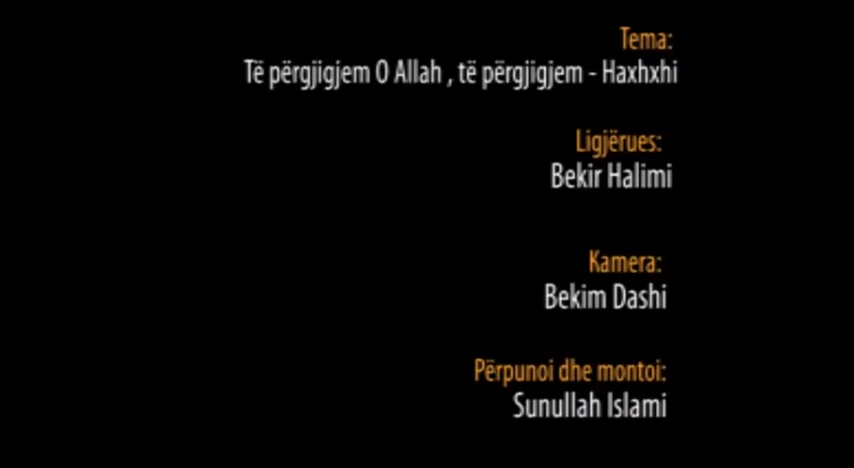 Tema:
Të përgjigjem O Allah , të përgjigjem - Haxhxhi
Ligjërues:
Bekir Halimi
Kamera:
Bekim Dashi
Përpunoi dhe montoi:
Sunullah Islami